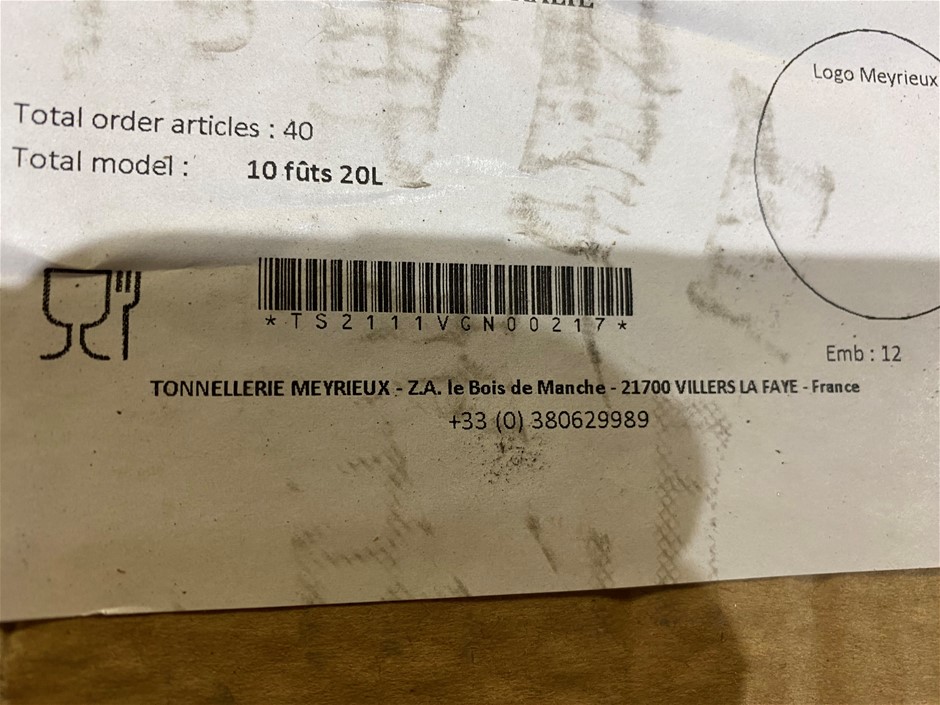 Logo Meyrieux
Total order articles : 40
Total model : 10 fûts 20L
*TS2111VGN00217*
Emb : 12
TONNELLERIE MEYRIEUX - Z.A. le Bois de Manche - 21700 VILLERS LA FAYE - France
+33 (0) 380629989